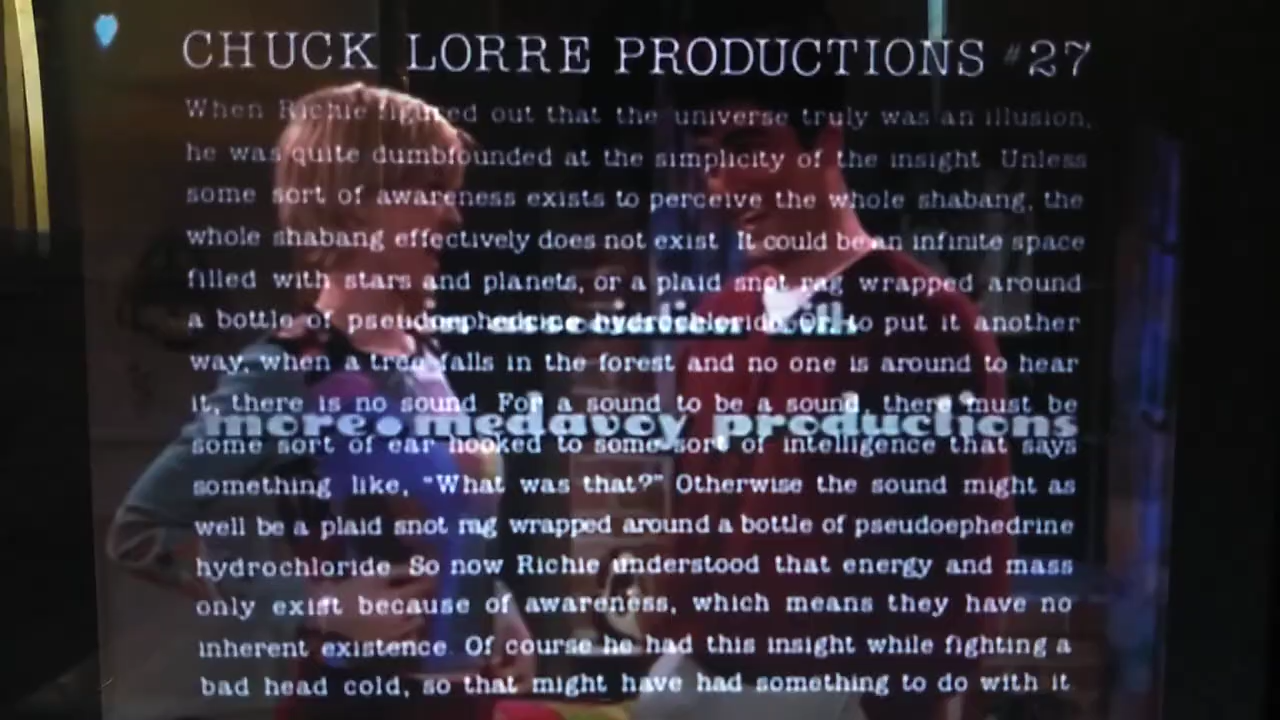 CHUCK LORRE PRODUCTIONS #27
When Richie figured out that the universe truly was an illusion,
he was quite dumbfounded at the simplicity of the insight. Unless
some sort of awareness exists to perceive the whole shabang, the
whole shabang effectively does not exist. It could be an infinite space
filled with stars and planets, or a plaid snot rag wrapped around
a bottle of pseudoephedrine hydrochloride. Or, to put it another
in association with
way, when a tree falls in the forest and no one is around to hear
it, there is no sound. For a sound to be a sound, there must be
more•medavoy productions
some sort of ear hooked to some sort of intelligence that says
something like, "What was that?" Otherwise the sound might as
well be a plaid snot rag wrapped around a bottle of pseudoephedrine
hydrochloride. So now Richie understood that energy and mass
only exist because of awareness, which means they have no
inherent existence. Of course he had this insight while fighting a
bad head cold, so that might have had something to do with it.